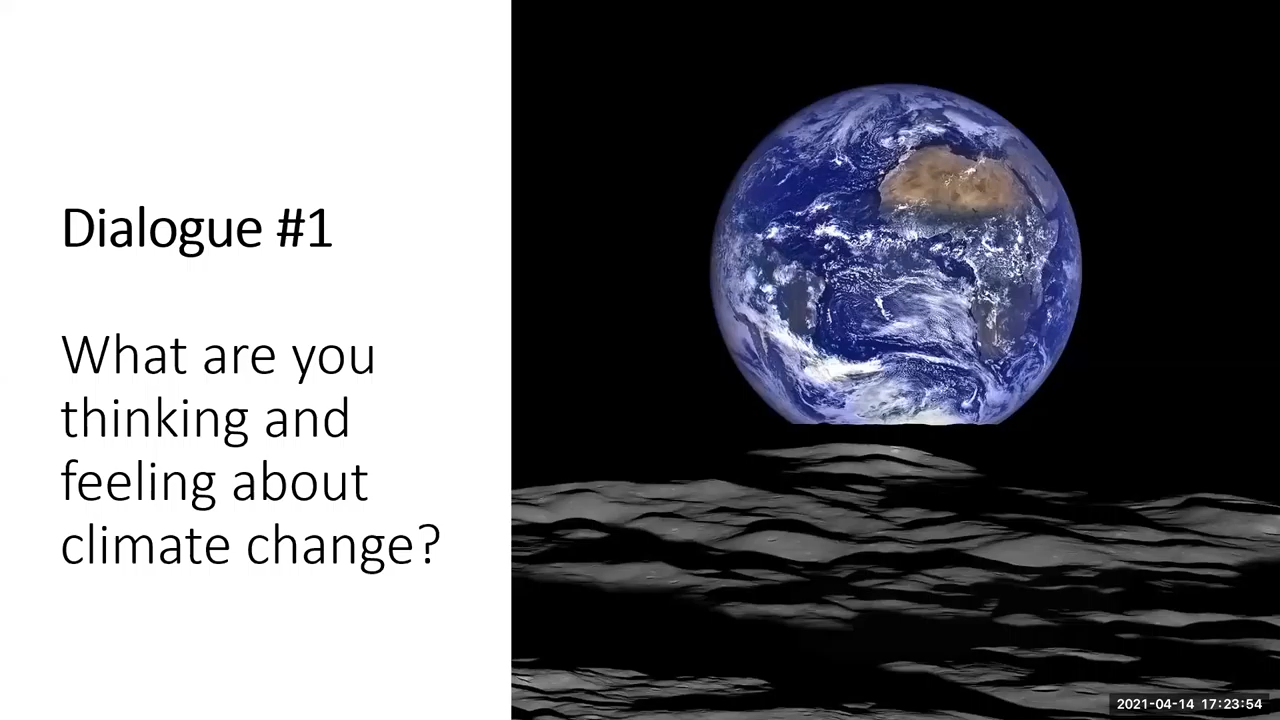 Dialogue #1
What are you
thinking and
feeling about
climate change?
2021-04-14 17:23:54